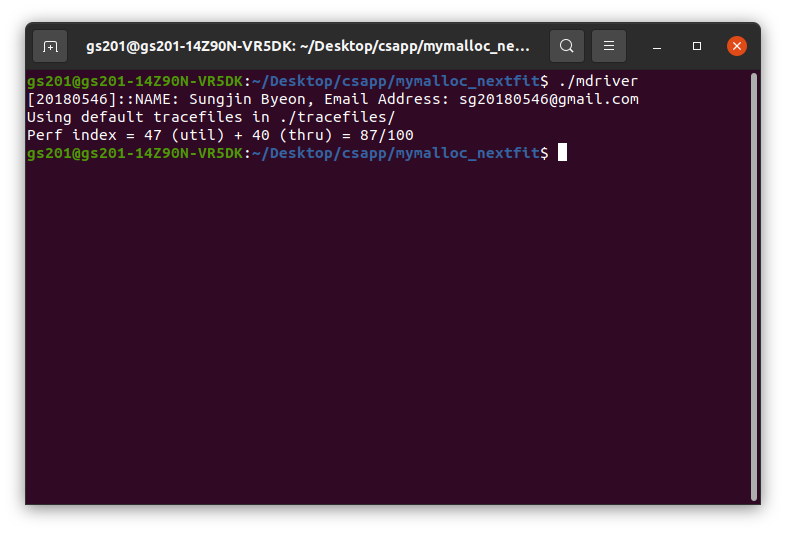 gs201@gs201-14Z90N-VR5DK: ~/Desktop/csapp/mymalloc_ne...
gs201@gs201-14Z90N-VR5DK:~/Desktop/csapp/mymalloc_nextfit$ ./mdriver
[20180546]::NAME: Sungjin Byeon, Email Address: sg20180546@gmail.com
Using default tracefiles in ./tracefiles/
Perf index = 47 (util) + 40 (thru) = 87/100
gs201@gs201-14Z90N-VR5DK:~/Desktop/csapp/mymalloc_nextfit$